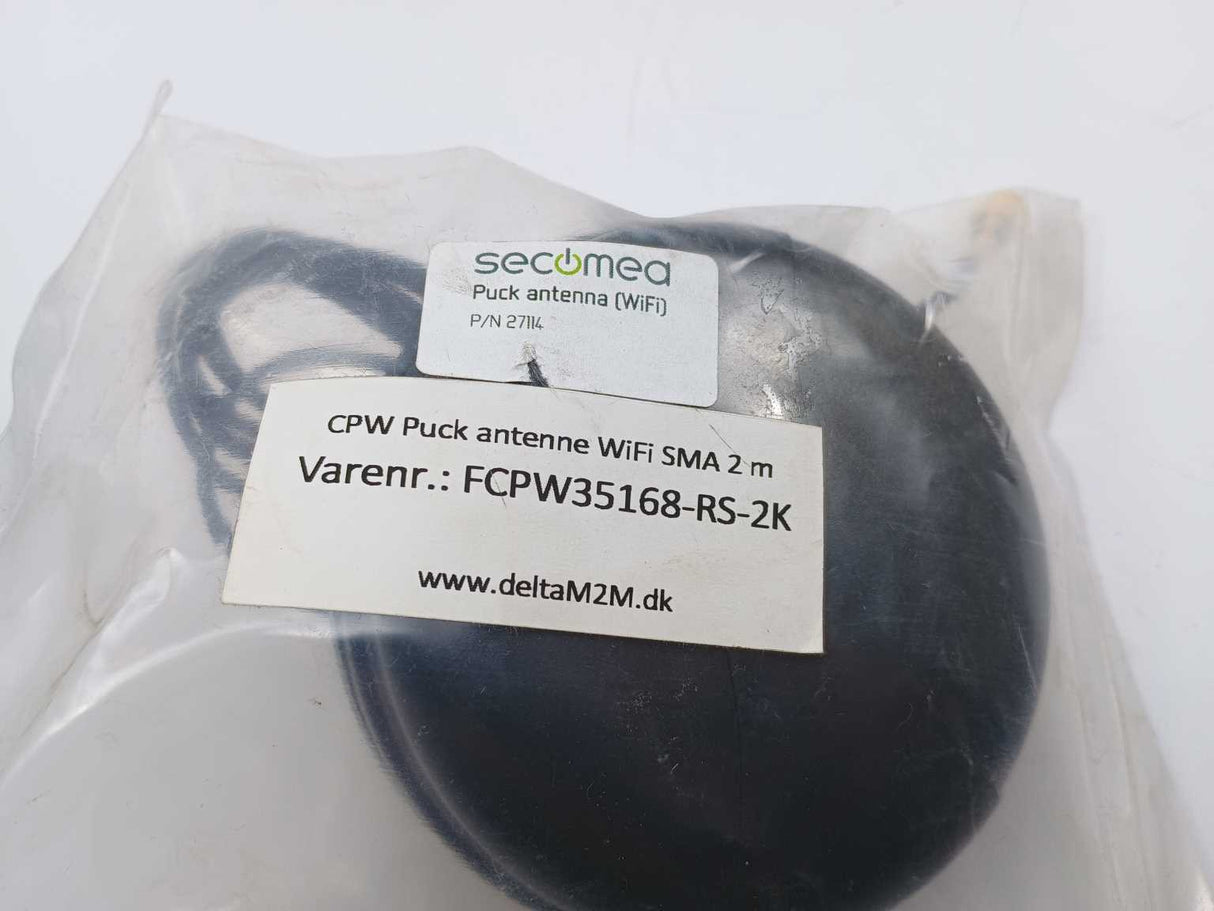 secomea
Puck antenna (WiFi)
P/N 27114
CPW Puck antenne WiFi SMA 2 m
Varenr.: FCPW35168-RS-2K
www.deltaM2M.dk